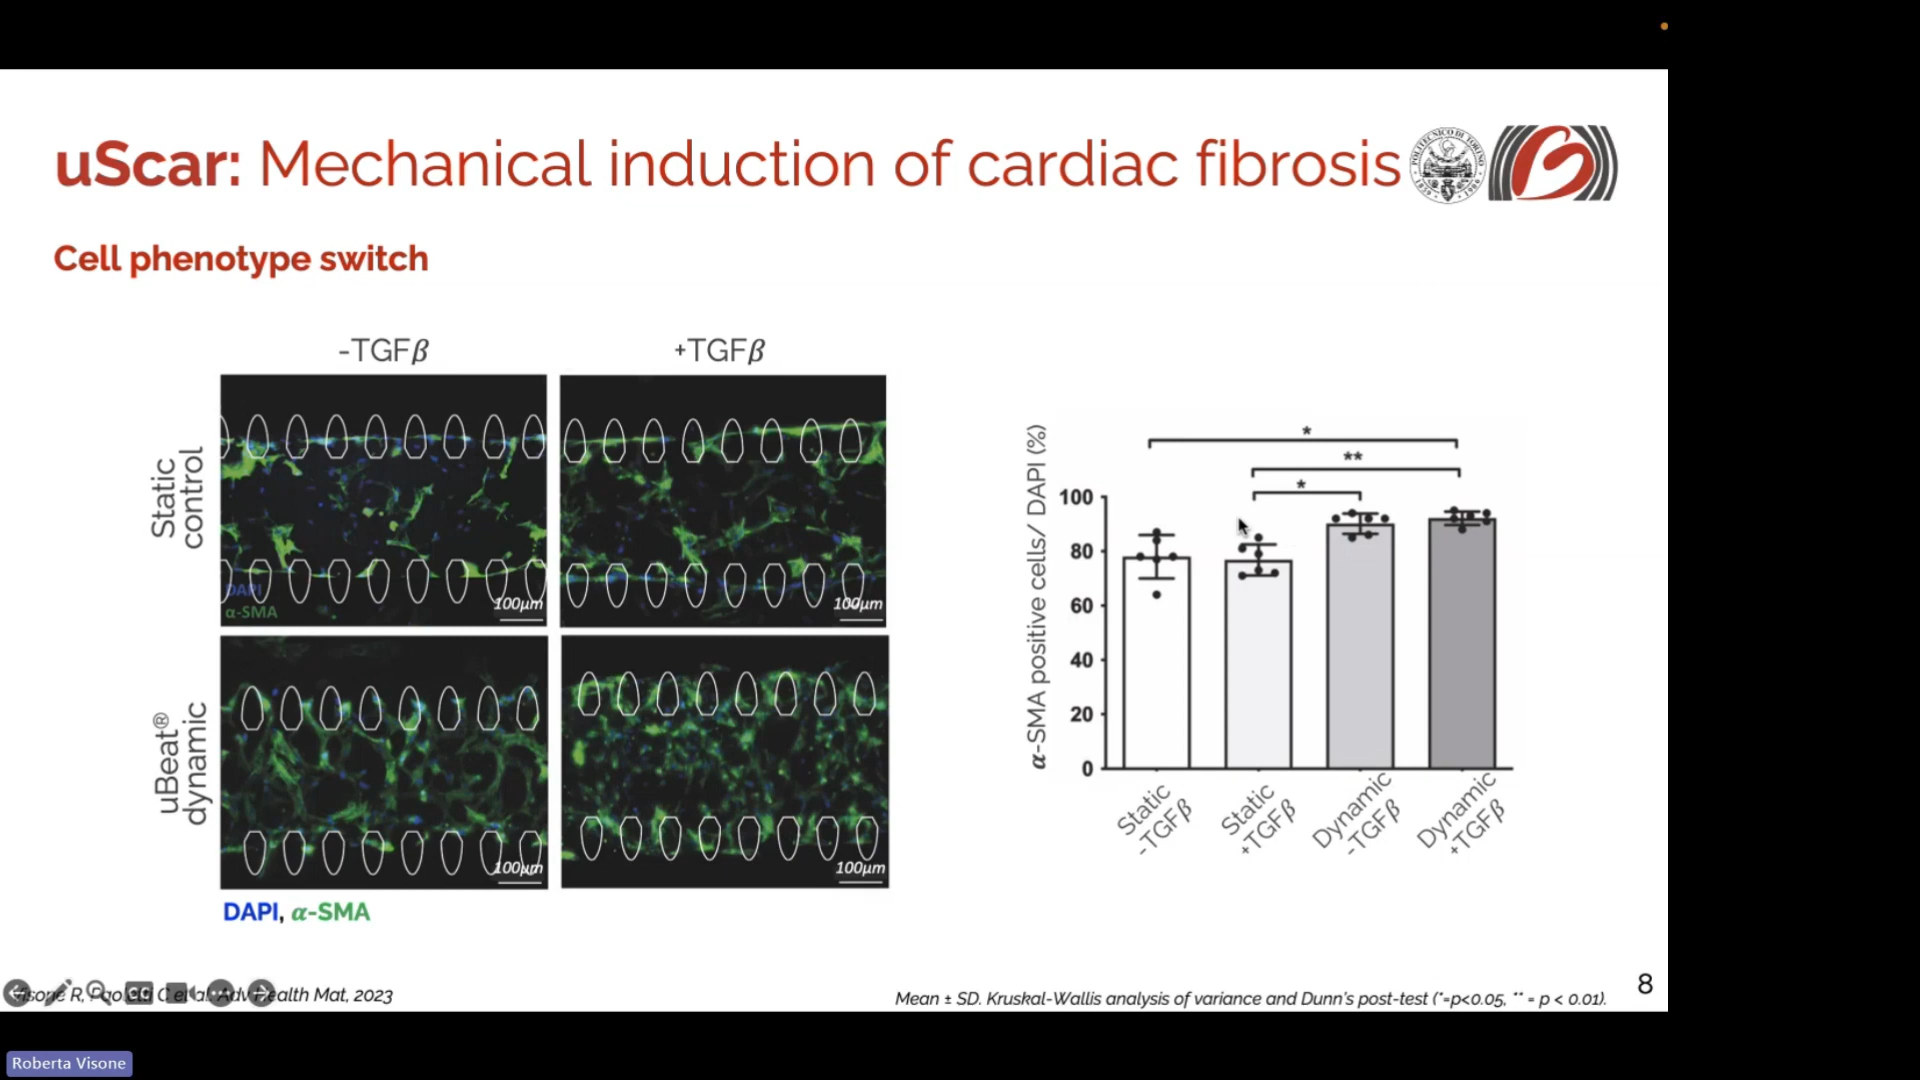 uScar: Mechanical induction of cardiac fibrosis
POLITECNICO DI TORINO
Cell phenotype switch
-TGFβ
+TGFβ
Static
control
DAPI
α-SMA
100μm
100μm
uBeat®
dynamic
100μm
100μm
DAPI, α-SMA
α-SMA positive cells/ DAPI (%)
*
**
*
100
80
60
40
20
0
Static
-TGFβ
Static
+TGFβ
Dynamic
-TGFβ
Dynamic
+TGFβ
R, C et al. Adv Health Mat, 2023
Mean ± SD. Kruskal-Wallis analysis of variance and Dunn's post-test (*=p<0.05, ** = p < 0.01).
8
Roberta Visone